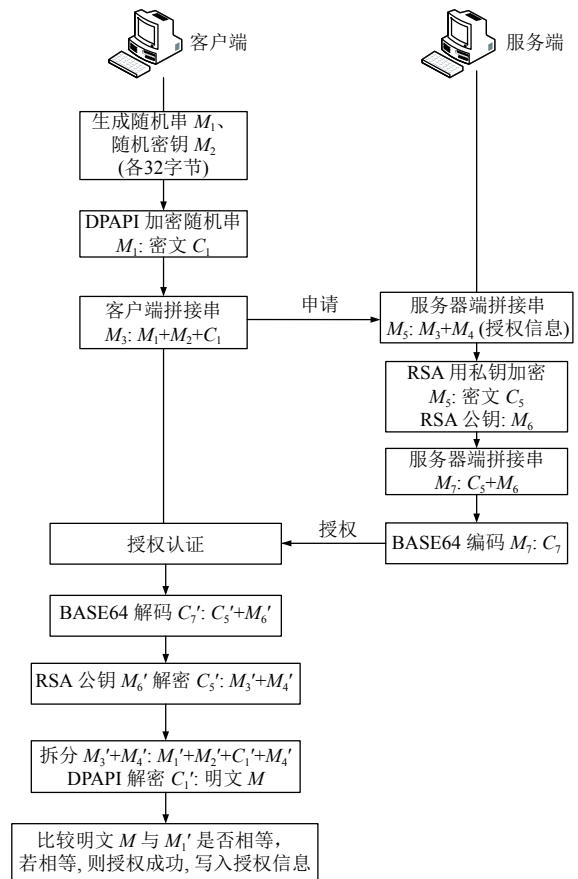 客户端
服务端
生成随机串 M₁、
随机密钥 M₂
(各32字节)
DPAPI 加密随机串
M₁: 密文 C₁
客户端拼接串
M₃: M₁+M₂+C₁
申请
服务器端拼接串
M₅: M₃+M₄ (授权信息)
RSA 用私钥加密
M₅: 密文 C₅
RSA 公钥: M₆
服务器端拼接串
M₇: C₅+M₆
BASE64 编码 M₇: C₇
授权
授权认证
BASE64 解码 C₇′: C₅′+M₆′
RSA 公钥 M₆′ 解密 C₅′: M₃′+M₄′
拆分 M₃′+M₄′: M₁′+M₂′+C₁′+M₄′
DPAPI 解密 C₁′: 明文 M
比较明文 M 与 M₁′ 是否相等，
若相等, 则授权成功, 写入授权信息